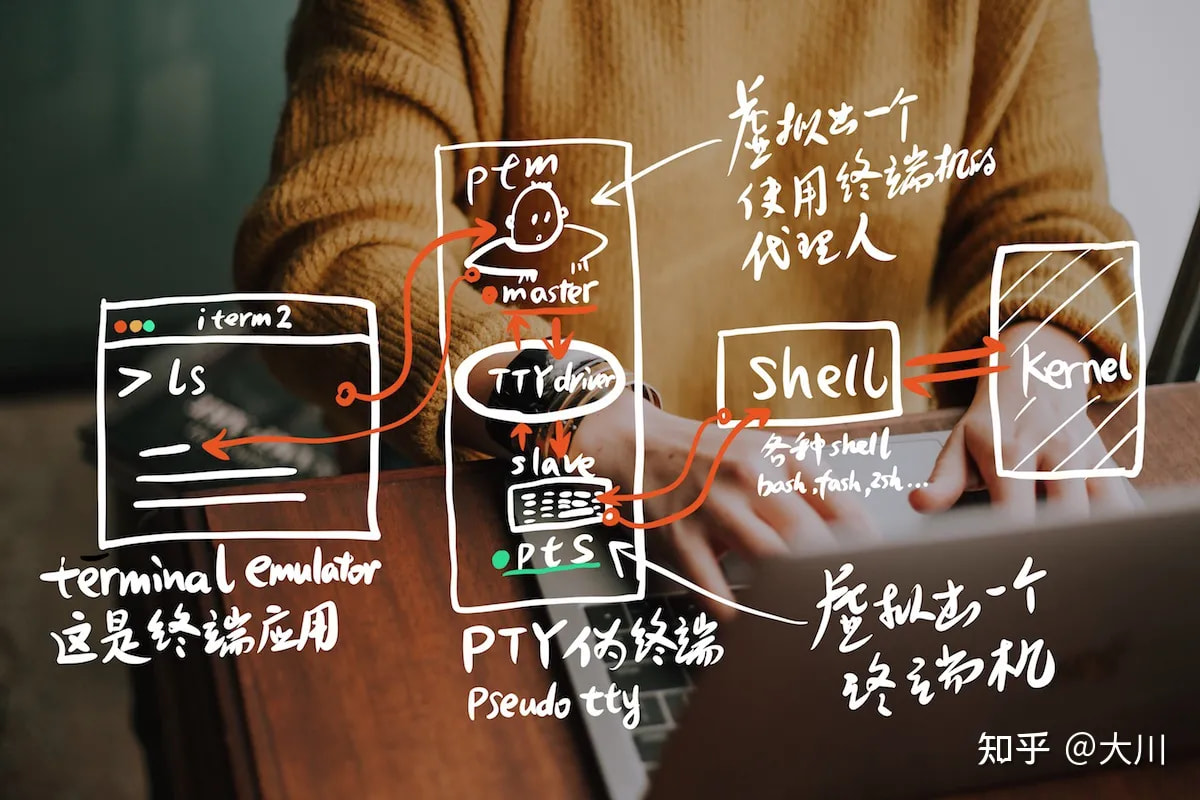 iterm2
> ls
terminal emulator
这是终端应用
ptm
master
TTY driver
slave
pts
PTY 伪终端
Pseudo tty
虚拟出一个
使用终端机的
代理人
Shell
各种shell
bash,fash,zsh...
Kernel
虚拟出一个
终端机
知乎 @大川